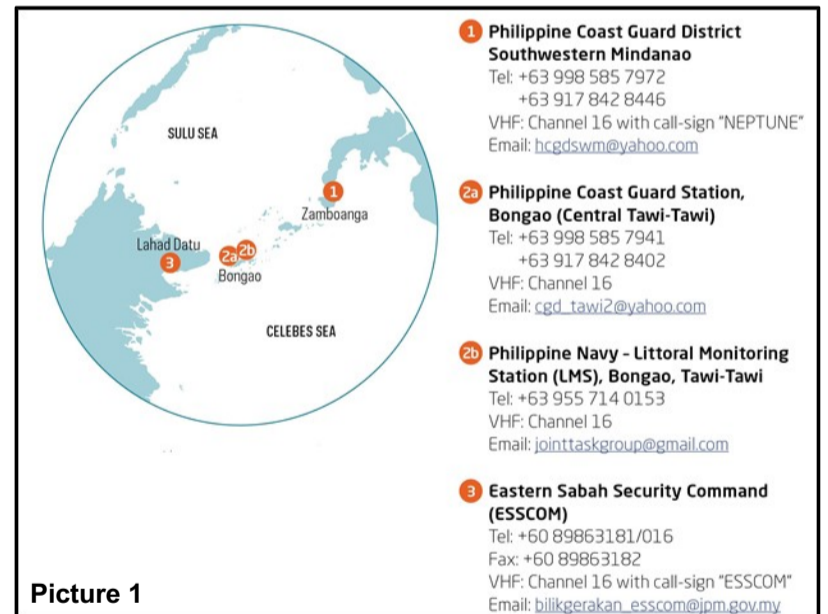 SULU SEA
1
Zamboanga
Lahad Datu
3
2a
2b
Bongao
CELEBES SEA
1 Philippine Coast Guard District
Southwestern Mindanao
Tel: +63 998 585 7972
+63 917 842 8446
VHF: Channel 16 with call-sign “NEPTUNE”
Email: hcgdswm@yahoo.com
2a Philippine Coast Guard Station,
Bongao (Central Tawi-Tawi)
Tel: +63 998 585 7941
+63 917 842 8402
VHF: Channel 16
Email: cgd_tawi2@yahoo.com
2b Philippine Navy - Littoral Monitoring
Station (LMS), Bongao, Tawi-Tawi
Tel: +63 955 714 0153
VHF: Channel 16
Email: jointtaskgroup@gmail.com
3 Eastern Sabah Security Command
(ESSCOM)
Tel: +60 89863181/016
Fax: +60 89863182
VHF: Channel 16 with call-sign “ESSCOM”
Email: bilikgerakan_esscom@jpm.gov.my
Picture 1